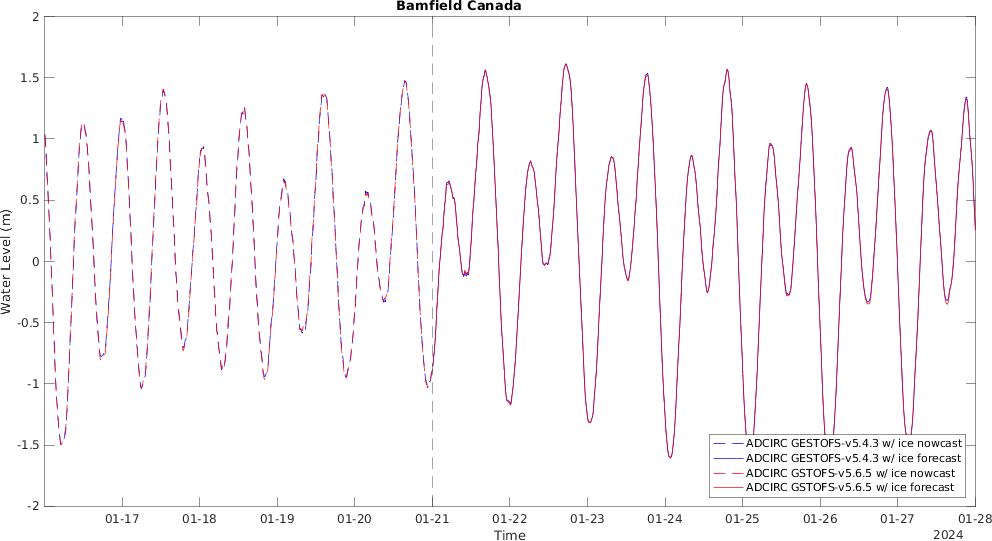 Bamfield Canada
2
1.5
1
0.5
0
-0.5
-1
-1.5
-2
Water Level (m)
01-17 01-18 01-19 01-20 01-21 01-22 01-23 01-24 01-25 01-26 01-27 01-28
Time
2024
ADCIRC GESTOFS-v5.4.3 w/ ice nowcast
ADCIRC GESTOFS-v5.4.3 w/ ice forecast
ADCIRC GSTOFS-v5.6.5 w/ ice nowcast
ADCIRC GSTOFS-v5.6.5 w/ ice forecast